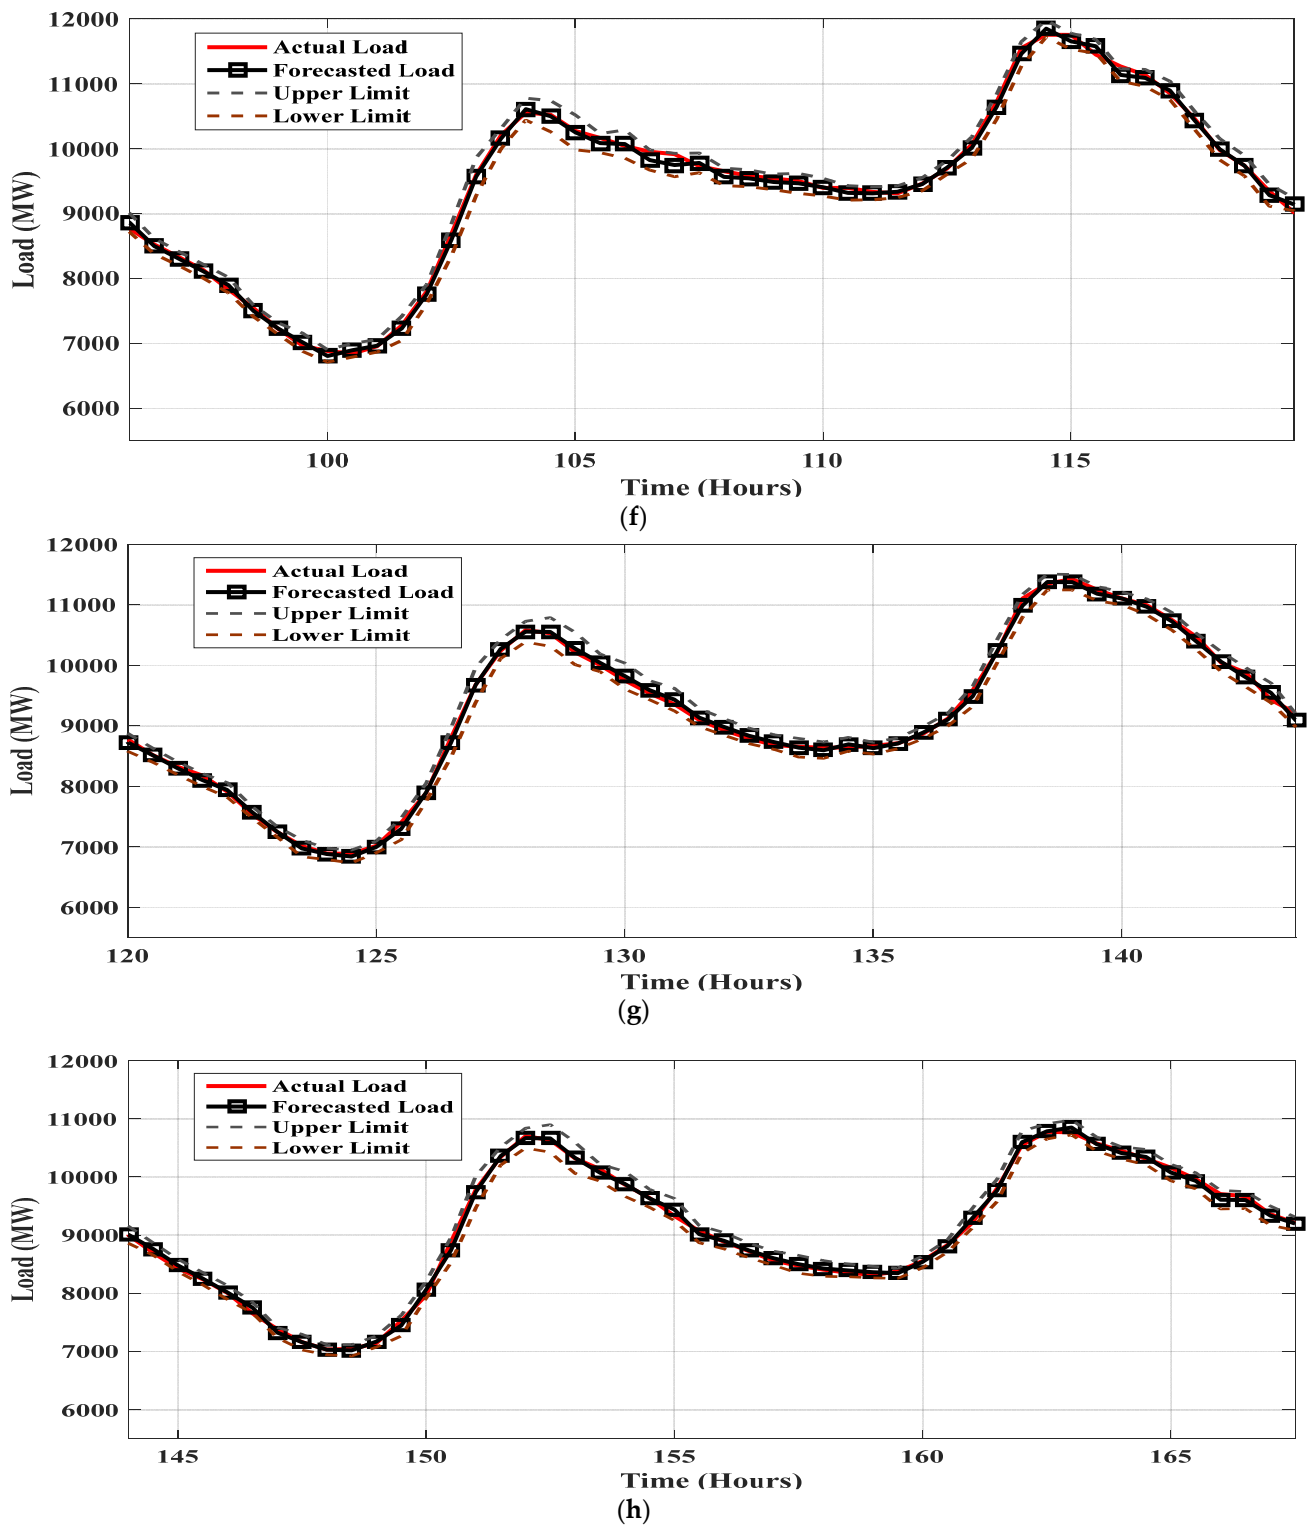 12000
11000
10000
9000
8000
7000
6000
Load (MW)
Actual Load
Forecasted Load
Upper Limit
Lower Limit
100 105 110 115
Time (Hours)
(f)
12000
11000
10000
9000
8000
7000
6000
Load (MW)
Actual Load
Forecasted Load
Upper Limit
Lower Limit
120 125 130 135 140
Time (Hours)
(g)
12000
11000
10000
9000
8000
7000
6000
Load (MW)
Actual Load
Forecasted Load
Upper Limit
Lower Limit
145 150 155 160 165
Time (Hours)
(h)